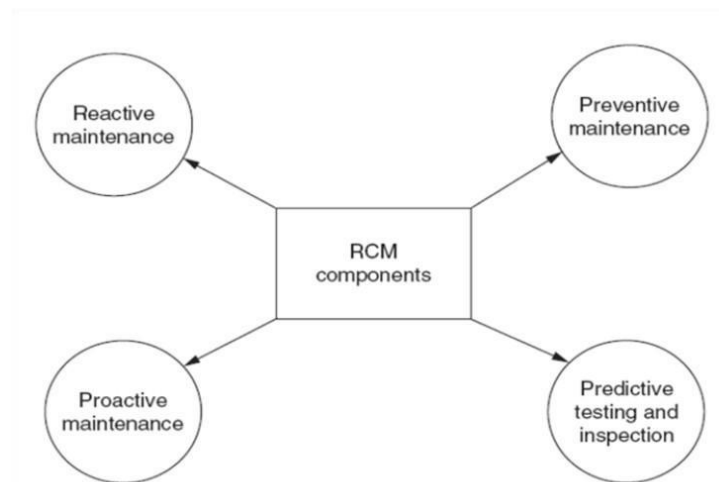 Reactive
maintenance
Preventive
maintenance
RCM
components
Proactive
maintenance
Predictive
testing and
inspection